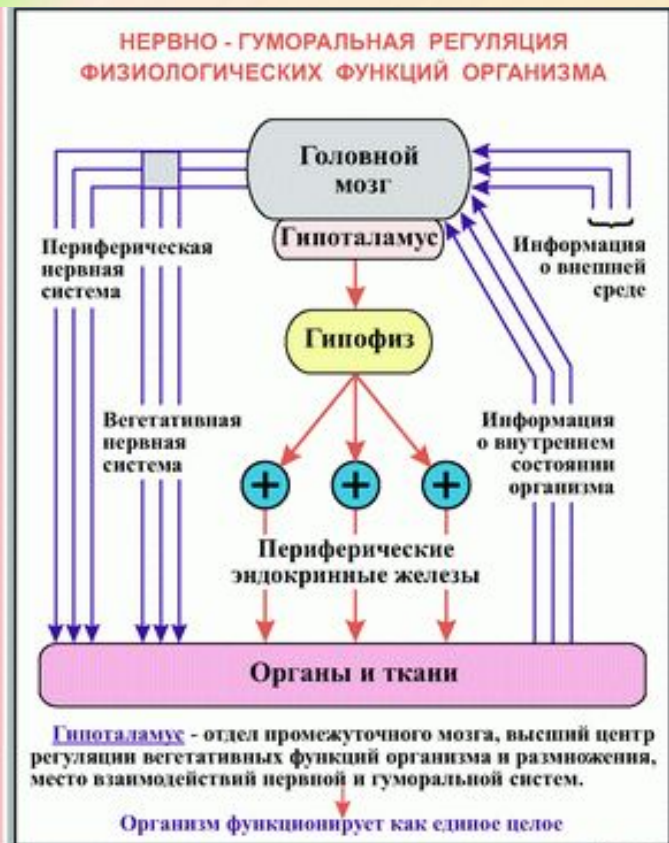 НЕРВНО - ГУМОРАЛЬНАЯ РЕГУЛЯЦИЯ
ФИЗИОЛОГИЧЕСКИХ ФУНКЦИЙ ОРГАНИЗМА
Головной
мозг
Гипоталамус
Периферическая
нервная
система
Информация
о внешней
среде
Гипофиз
Вегетативная
нервная
система
Информация
о внутреннем
состоянии
организма
+ + +
Периферические
эндокринные железы
Органы и ткани
Гипоталамус - отдел промежуточного мозга, высший центр
регуляции вегетативных функций организма и размножения,
место взаимодействий нервной и гуморальной систем.
Организм функционирует как единое целое